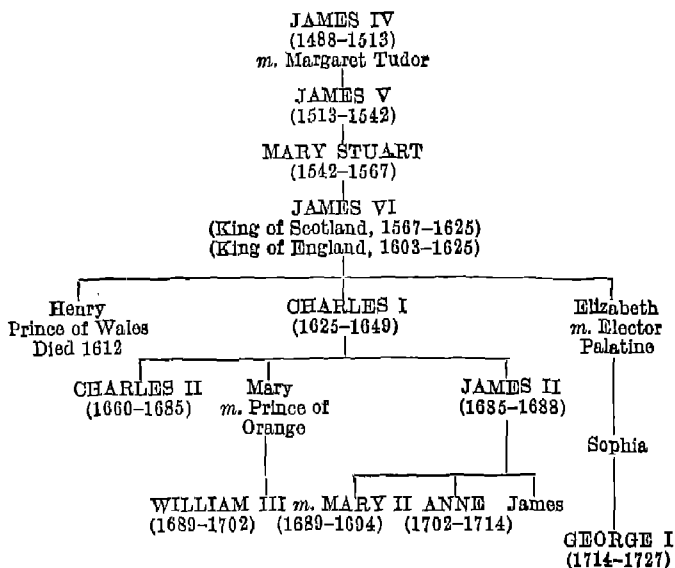 JAMES IV
(1488–1513)
m. Margaret Tudor
JAMES V
(1513–1542)
MARY STUART
(1542–1567)
JAMES VI
(King of Scotland, 1567–1625)
(King of England, 1603–1625)
Henry
Prince of Wales
Died 1612
CHARLES I
(1625–1649)
Elizabeth
m. Elector
Palatine
CHARLES II
(1660–1685)
Mary
m. Prince of
Orange
JAMES II
(1685–1688)
Sophia
WILLIAM III m. MARY II ANNE James
(1689–1702) (1689–1694) (1702–1714)
GEORGE I
(1714–1727)